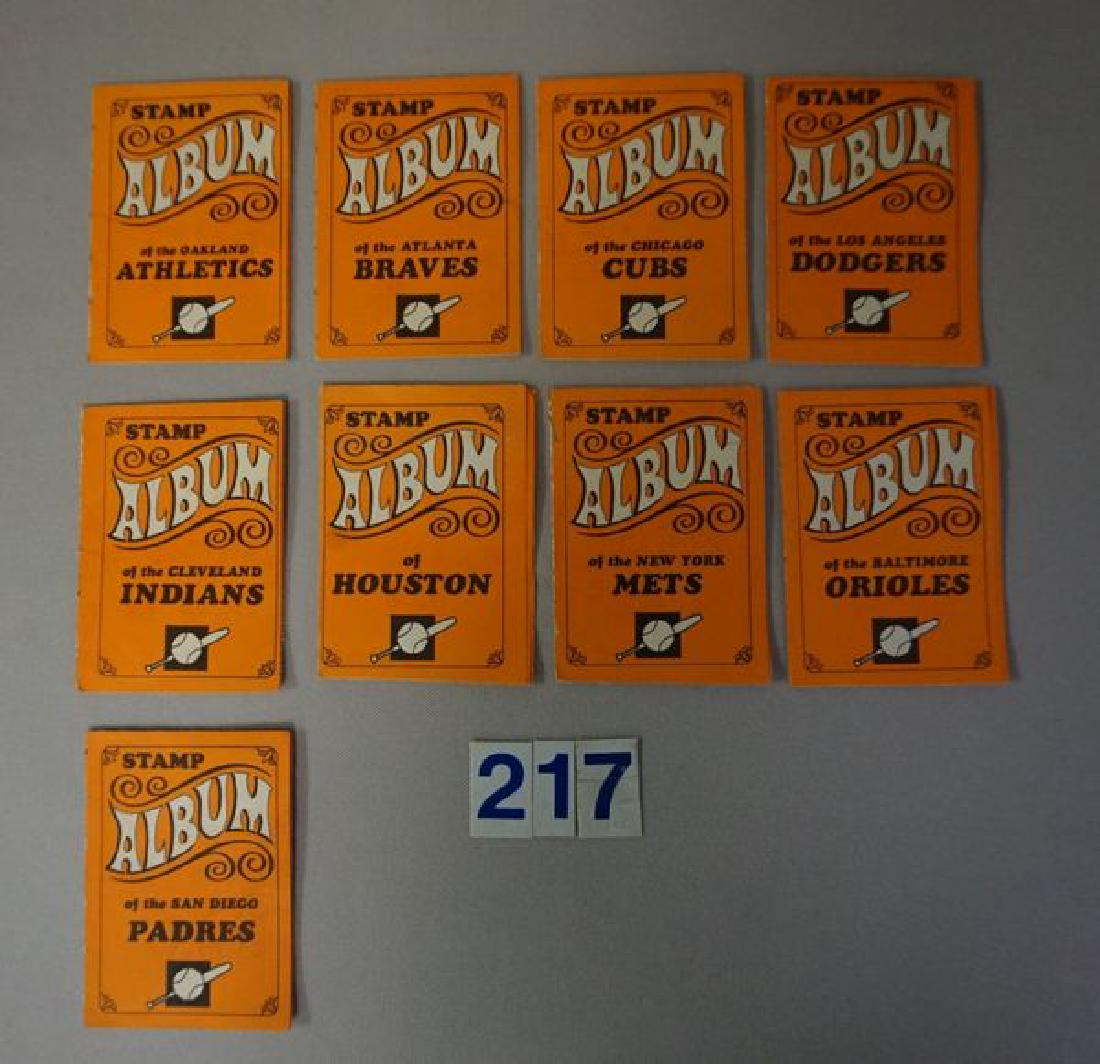 STAMP
ALBUM
of the OAKLAND
ATHLETICS
STAMP
ALBUM
of the ATLANTA
BRAVES
STAMP
ALBUM
of the CHICAGO
CUBS
STAMP
ALBUM
of the LOS ANGELES
DODGERS
STAMP
ALBUM
of the CLEVELAND
INDIANS
STAMP
ALBUM
of
HOUSTON
STAMP
ALBUM
of the NEW YORK
METS
STAMP
ALBUM
of the BALTIMORE
ORIOLES
STAMP
ALBUM
of the SAN DIEGO
PADRES
217